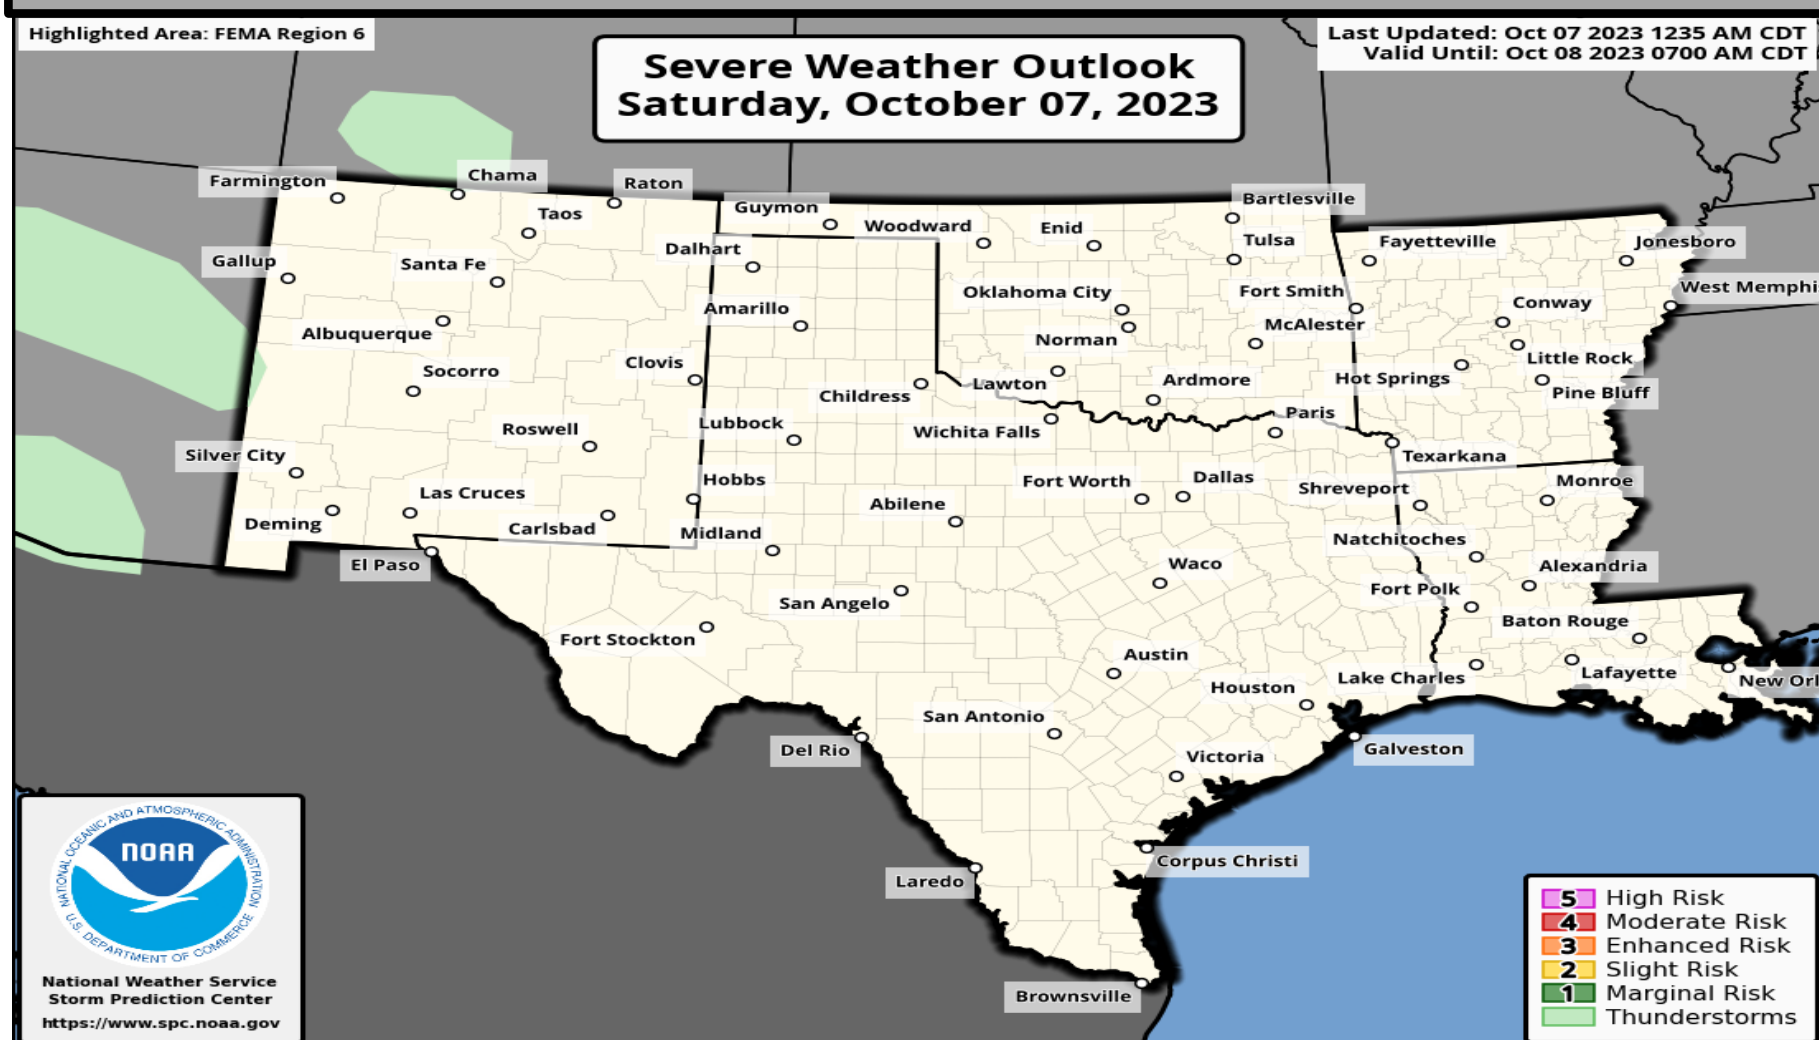 Highlighted Area: FEMA Region 6
Severe Weather Outlook
Saturday, October 07, 2023
Last Updated: Oct 07 2023 1235 AM CDT
Valid Until: Oct 08 2023 0700 AM CDT
Farmington
Chama
Raton
Taos
Guymon
Woodward
Enid
Bartlesville
Tulsa
Fayetteville
Jonesboro
Gallup
Santa Fe
Dalhart
Oklahoma City
Fort Smith
Conway
West Memphis
Albuquerque
Amarillo
Norman
McAlester
Little Rock
Socorro
Clovis
Childress
Lawton
Ardmore
Hot Springs
Pine Bluff
Roswell
Lubbock
Wichita Falls
Paris
Texarkana
Silver City
Las Cruces
Hobbs
Abilene
Fort Worth
Dallas
Shreveport
Monroe
Deming
Carlsbad
Midland
Natchitoches
El Paso
Waco
Alexandria
San Angelo
Fort Polk
Fort Stockton
Baton Rouge
Austin
Lake Charles
Lafayette
New Orl
Houston
San Antonio
Del Rio
Victoria
Galveston
Corpus Christi
Laredo
Brownsville
NATIONAL OCEANIC AND ATMOSPHERIC ADMINISTRATION
NOAA
U.S. DEPARTMENT OF COMMERCE
National Weather Service
Storm Prediction Center
https://www.spc.noaa.gov
5 High Risk
4 Moderate Risk
3 Enhanced Risk
2 Slight Risk
1 Marginal Risk
Thunderstorms